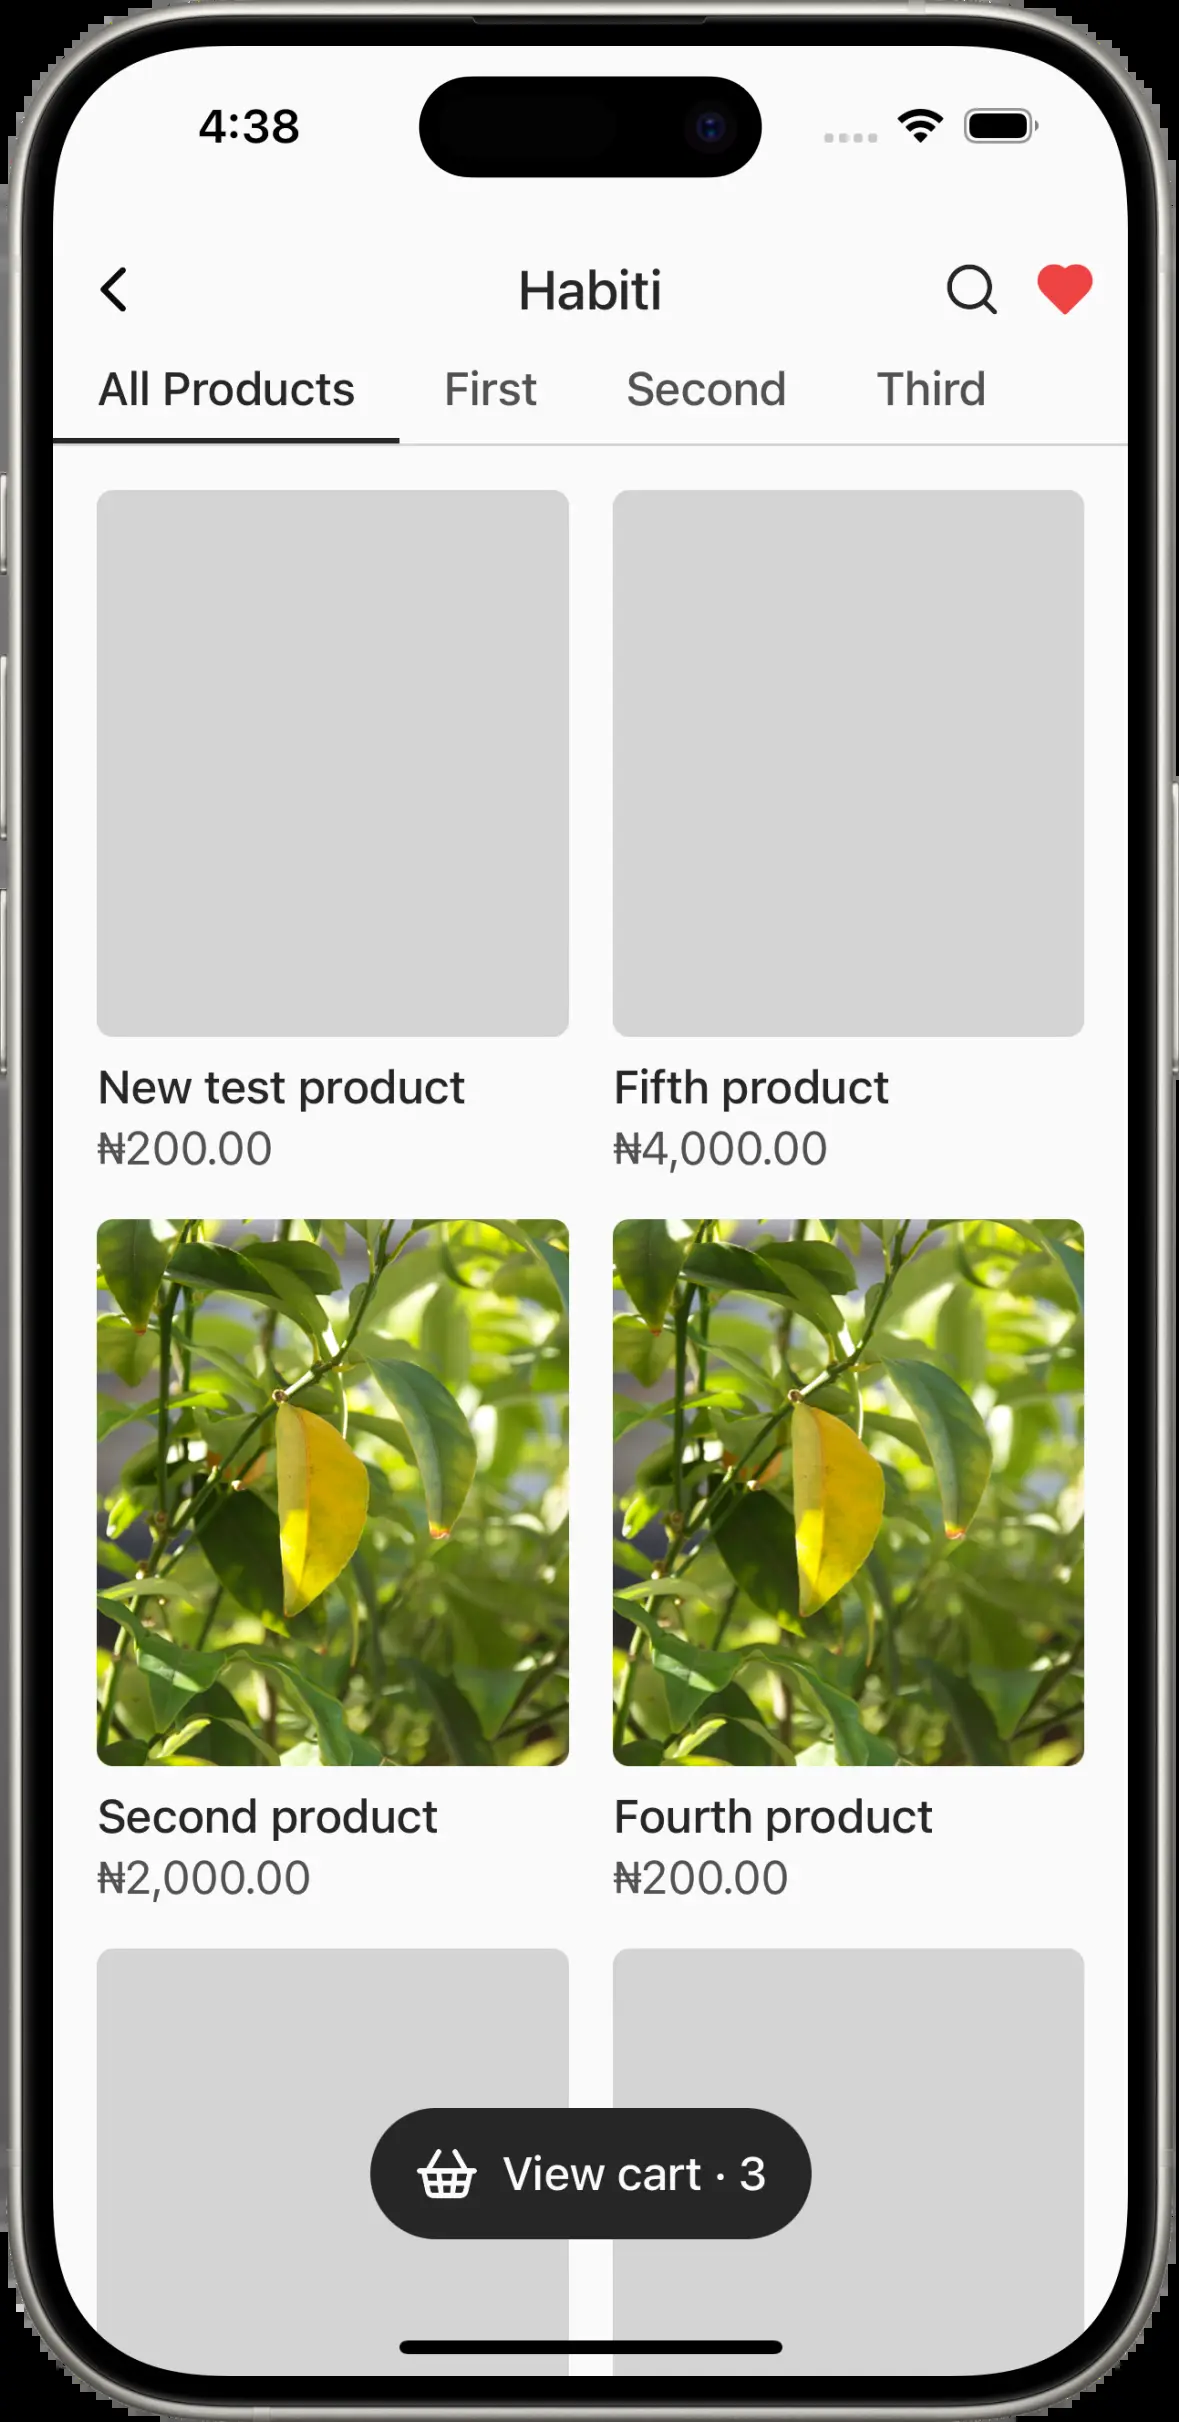 4:38
Habiti
All Products First Second Third
New test product Fifth product
₦200.00 ₦4,000.00
Second product Fourth product
₦2,000.00 ₦200.00
View cart · 3